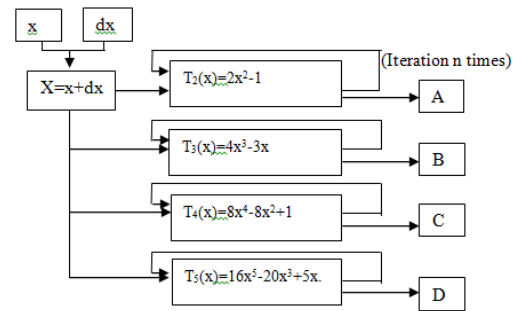 x
dx
X=x+dx
T₂(x)=2x²-1
(Iteration n times)
A
T₃(x)=4x³-3x
B
T₄(x)=8x⁴-8x²+1
C
T₅(x)=16x⁵-20x³+5x.
D